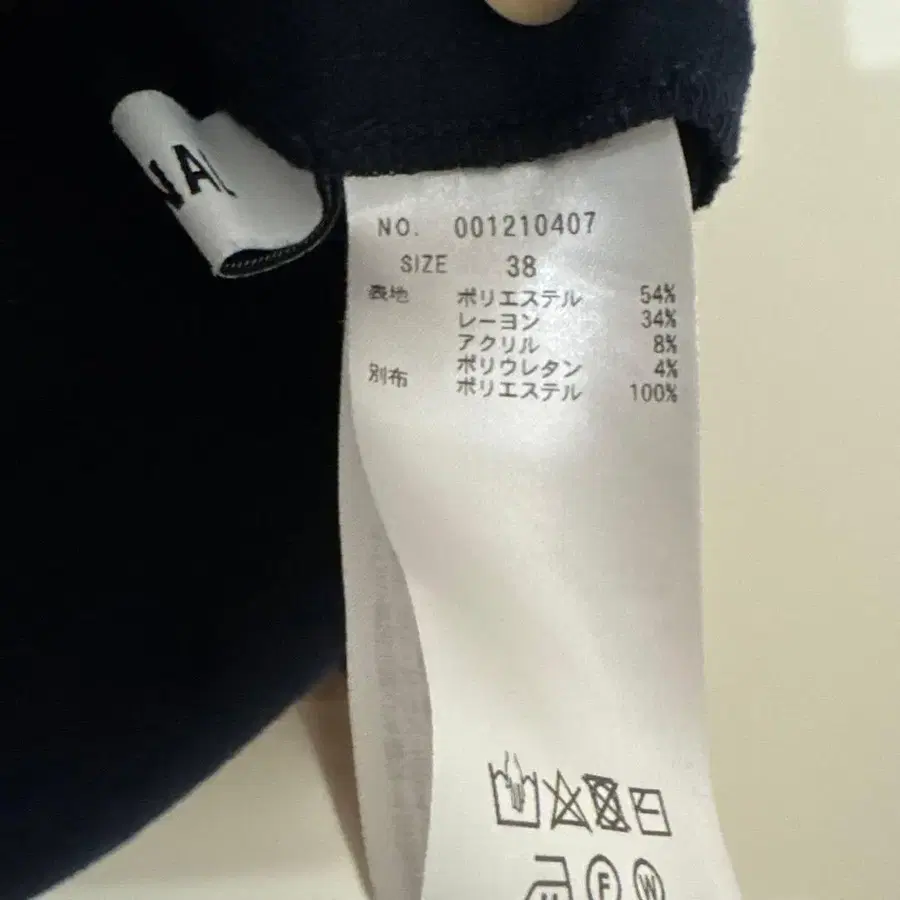 NO. 001210407
SIZE 38
表地 ポリエステル 54%
レーヨン 34%
アクリル 8%
ポリウレタン 4%
別布 ポリエステル 100%
F W